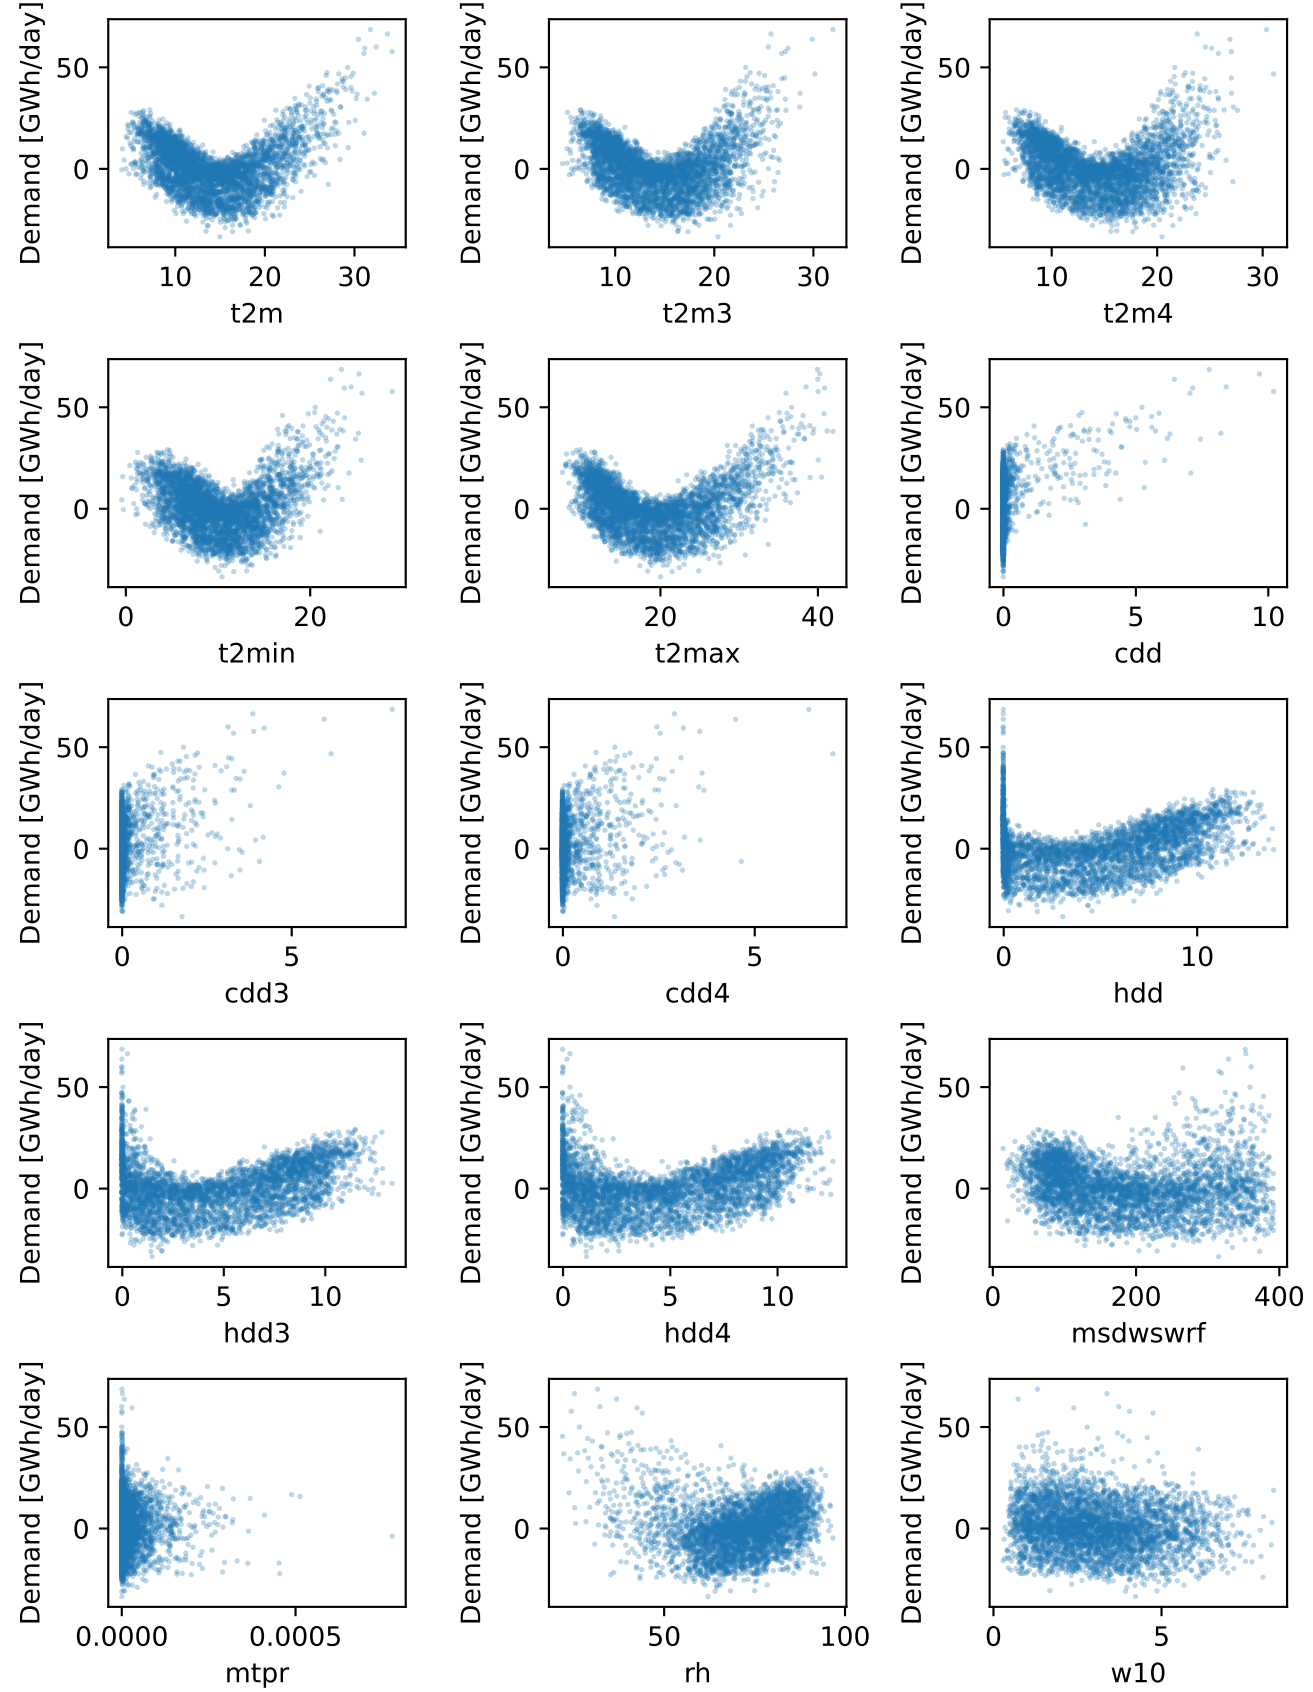 Demand [GWh/day]
50
0
10 20 30
t2m
Demand [GWh/day]
50
0
10 20 30
t2m3
Demand [GWh/day]
50
0
10 20 30
t2m4
Demand [GWh/day]
50
0
0 20
t2min
Demand [GWh/day]
50
0
20 40
t2max
Demand [GWh/day]
50
0
0 5 10
cdd
Demand [GWh/day]
50
0
0 5
cdd3
Demand [GWh/day]
50
0
0 5
cdd4
Demand [GWh/day]
50
0
0 10
hdd
Demand [GWh/day]
50
0
0 5 10
hdd3
Demand [GWh/day]
50
0
0 5 10
hdd4
Demand [GWh/day]
50
0
0 200 400
msdwswrf
Demand [GWh/day]
50
0
0.0000 0.0005
mtpr
Demand [GWh/day]
50
0
50 100
rh
Demand [GWh/day]
50
0
0 5
w10